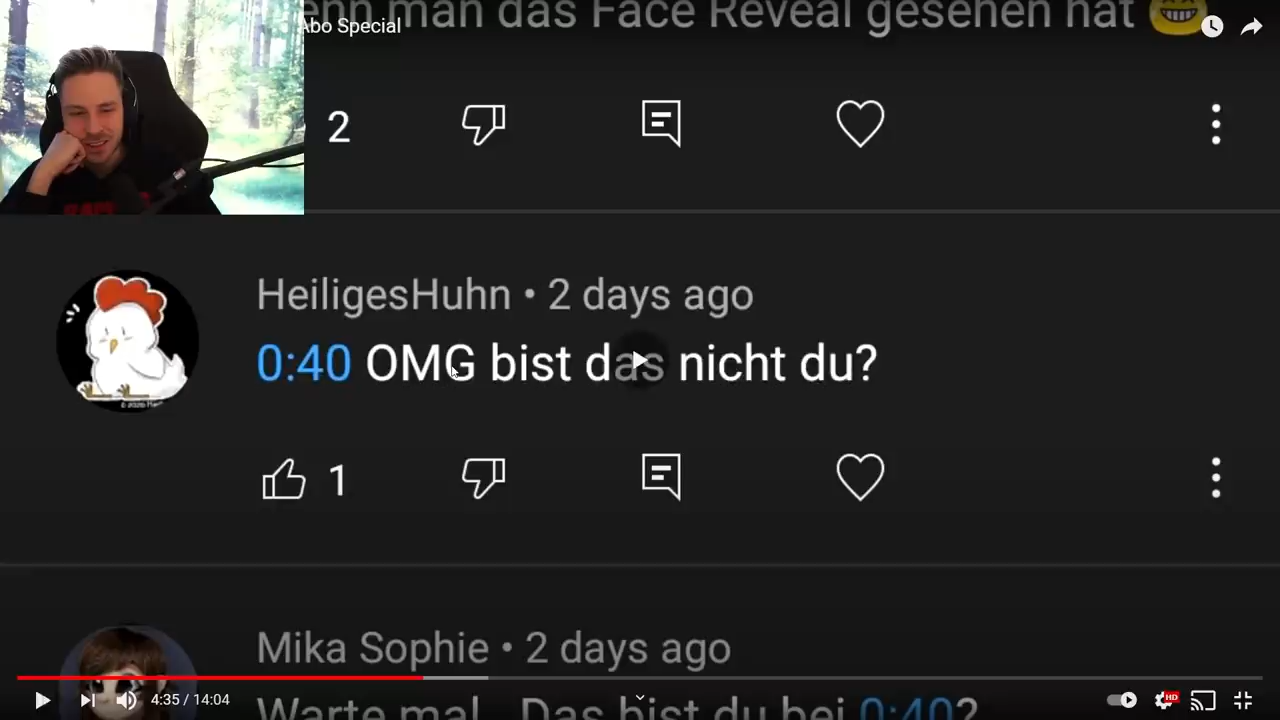 enn man das Face Reveal gesehen hat
Abo Special
2
HeiligesHuhn • 2 days ago
0:40 OMG bist das nicht du?
1
Mika Sophie • 2 days ago
Warte mal.. Das bist du bei 0:40?
4:35 / 14:04
HD